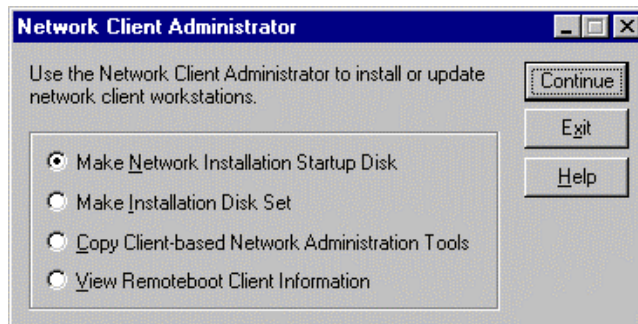 Network Client Administrator
Use the Network Client Administrator to install or update
network client workstations.
Continue
Exit
Help
Make Network Installation Startup Disk
Make Installation Disk Set
Copy Client-based Network Administration Tools
View Remoteboot Client Information